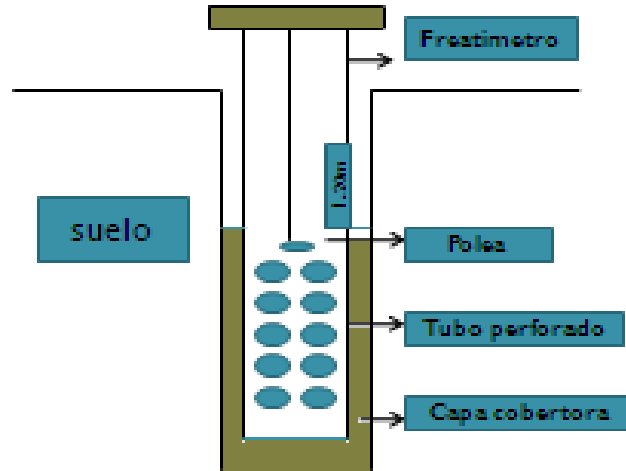 Freatimetro
1.20m
suelo
Polea
Tubo perforado
Capa cobertora